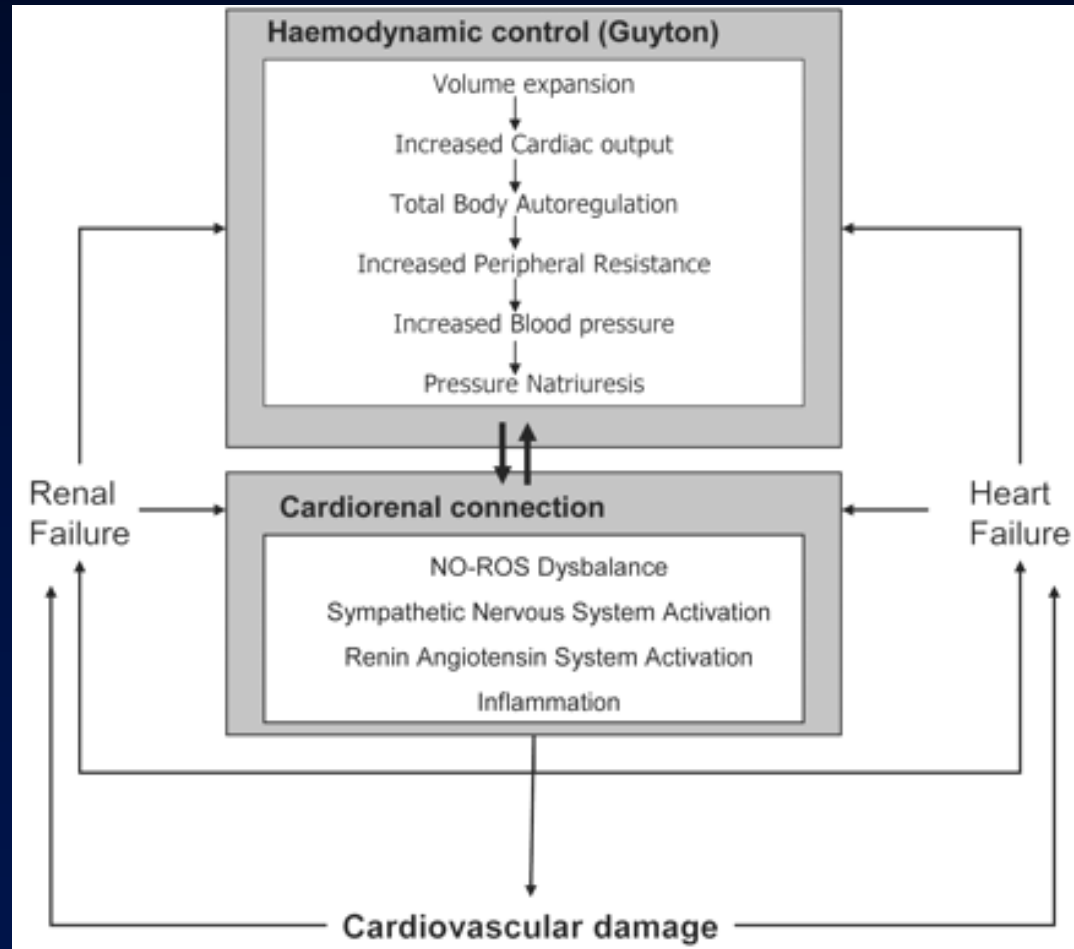 Haemodynamic control (Guyton)
Volume expansion
Increased Cardiac output
Total Body Autoregulation
Increased Peripheral Resistance
Increased Blood pressure
Pressure Natriuresis
Renal
Failure
Heart
Failure
Cardiorenal connection
NO-ROS Dysbalance
Sympathetic Nervous System Activation
Renin Angiotensin System Activation
Inflammation
Cardiovascular damage